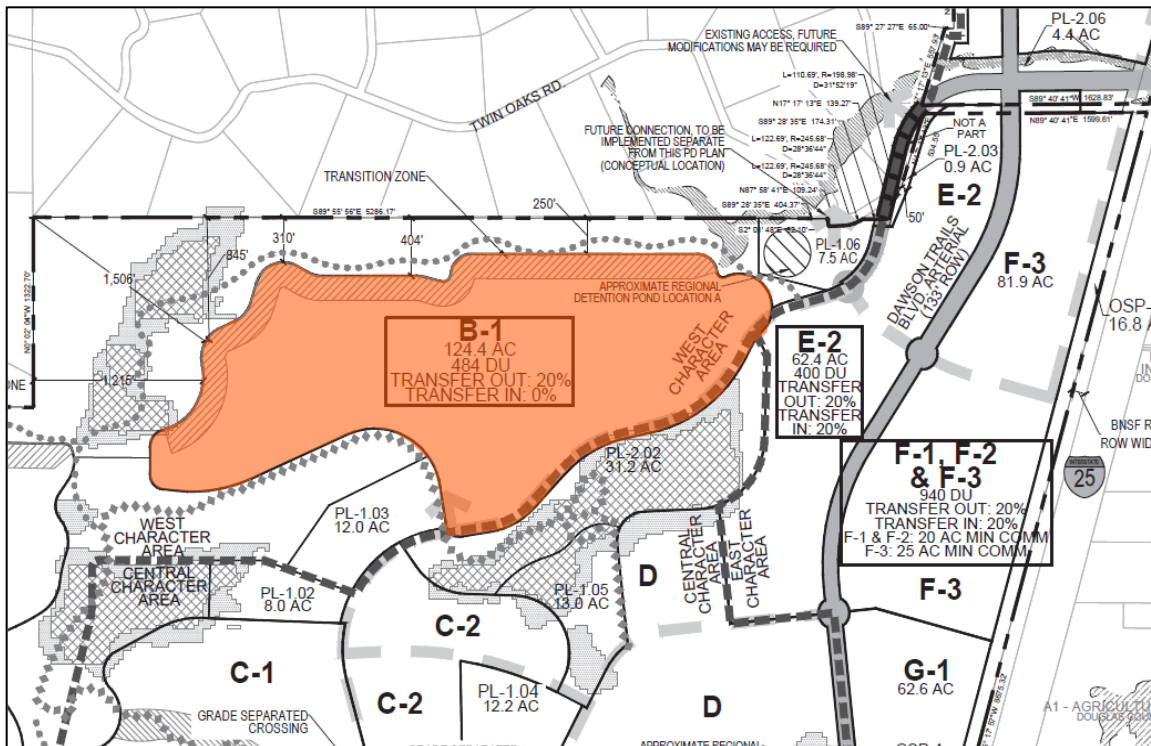 S89° 27' 27"E 65.00'
PL-2.06
4.4 AC
EXISTING ACCESS, FUTURE
MODIFICATIONS MAY BE REQUIRED
L=110.69', R=198.98'
D=31°52'19"
TWIN OAKS RD.
N17° 17' 13"E 139.27'
S89° 40' 41"W 1628.83'
S89° 28' 35"E 174.31'
N89° 40' 41"E 1599.61'
NOT A
PART
FUTURE CONNECTION, TO BE
IMPLEMENTED SEPARATE
FROM THIS PD PLAN
(CONCEPTUAL LOCATION)
L=122.69', R=245.68'
D=28°36'44"
L=122.69', R=245.68'
D=28°36'44"
PL-2.03
0.9 AC
TRANSITION ZONE
N87° 58' 41"E 109.24'
E-2
S89° 28' 35"E 404.37'
S89° 55' 56"E 5286.17'
250'
50'
310'
404'
845'
PL-1.06
7.5 AC
1,506'
DAWSON TRAILS
BLVD. ARTERIAL
(133' ROW)
F-3
81.9 AC
APPROXIMATE REGIONAL
DETENTION POND LOCATION A
N0° 02' 04"W 1322.70'
OSP-
16.8 A
B-1
124.4 AC
484 DU
TRANSFER OUT: 20%
TRANSFER IN: 0%
WEST
CHARACTER
AREA
E-2
62.4 AC
400 DU
TRANSFER
OUT: 20%
TRANSFER
IN: 20%
1,215'
BNSF R
ROW WID
F-1, F-2
& F-3
940 DU
TRANSFER OUT: 20%
TRANSFER IN: 20%
F-1 & F-2: 20 AC MIN COMM
F-3: 25 AC MIN COMM
INTERSTATE
25
PL-2.02
31.2 AC
PL-1.03
12.0 AC
WEST
CHARACTER
AREA
CENTRAL
CHARACTER
AREA
PL-1.02
8.0 AC
PL-1.05
13.0 AC
D
CENTRAL
CHARACTER
AREA
EAST
CHARACTER
AREA
F-3
C-2
C-1
C-2
PL-1.04
12.2 AC
D
G-1
62.6 AC
GRADE SEPARATED
CROSSING
A1 - AGRICULTU